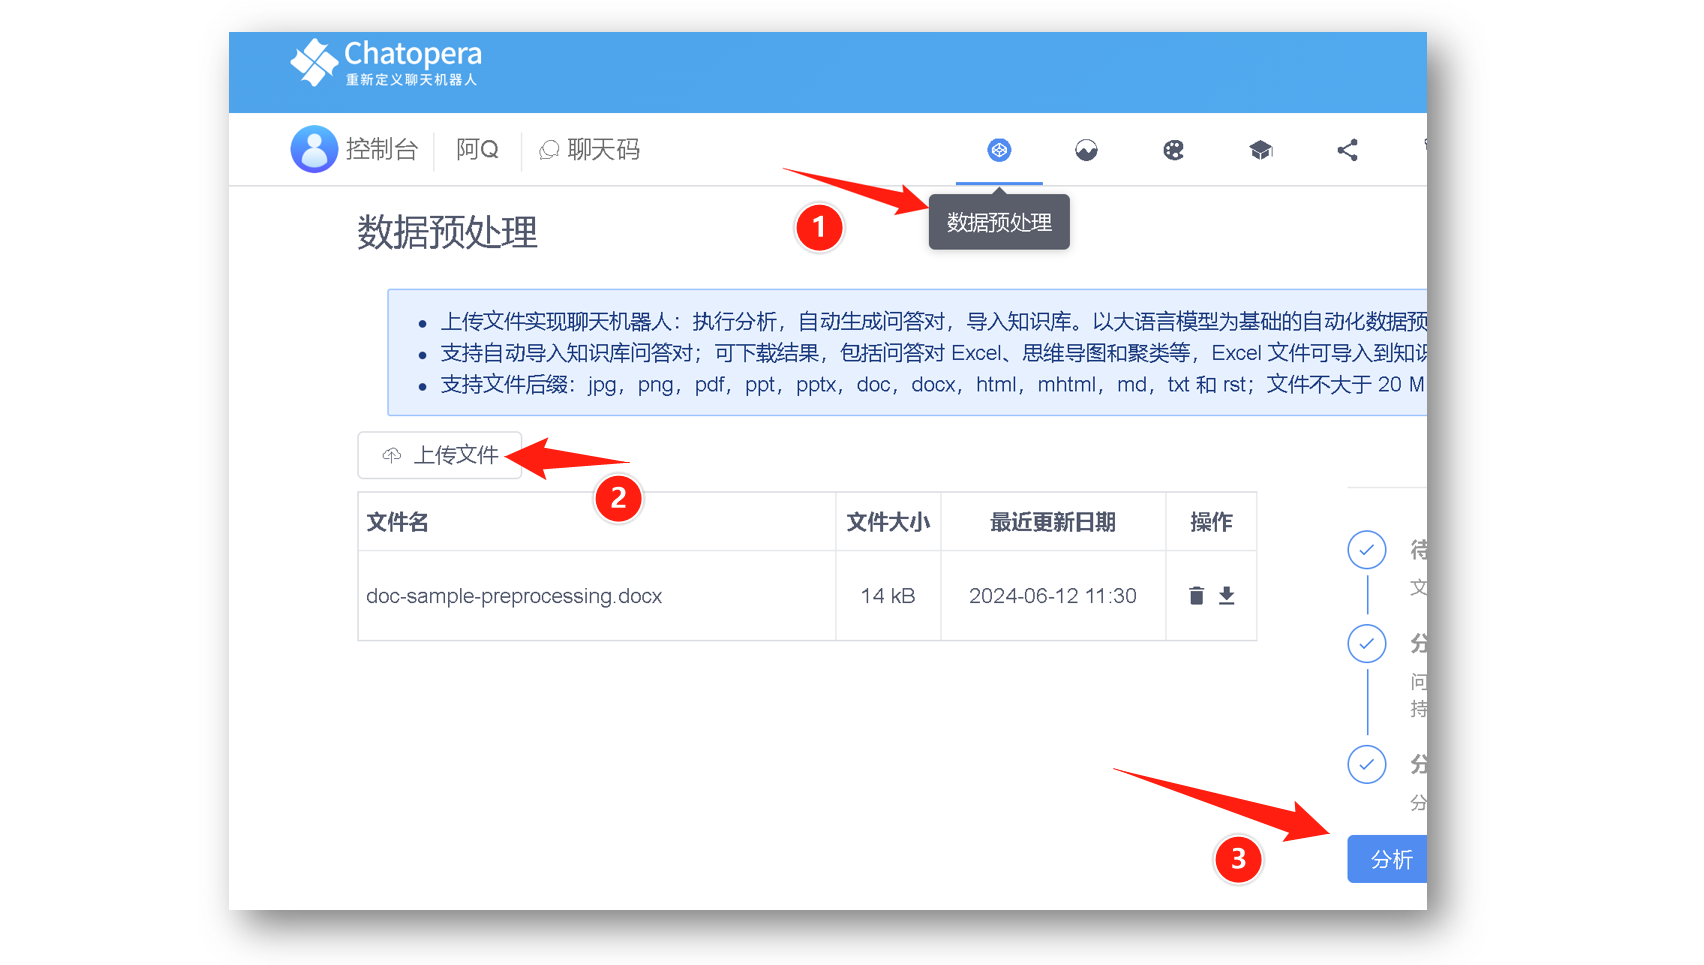 Chatopera
重新定义聊天机器人
控制台 阿Q 聊天码
数据预处理
1
数据预处理
上传文件实现聊天机器人：执行分析，自动生成问答对，导入知识库。以大语言模型为基础的自动化数据预
支持自动导入知识库问答对；可下载结果，包括问答对 Excel、思维导图和聚类等，Excel 文件可导入到知识
支持文件后缀：jpg，png，pdf，ppt，pptx，doc，docx，html，mhtml，md，txt 和 rst；文件不大于 20 M
上传文件
2
文件名 文件大小 最近更新日期 操作
doc-sample-preprocessing.docx 14 kB 2024-06-12 11:30
待
文
分
问
持
分
分
3
分析